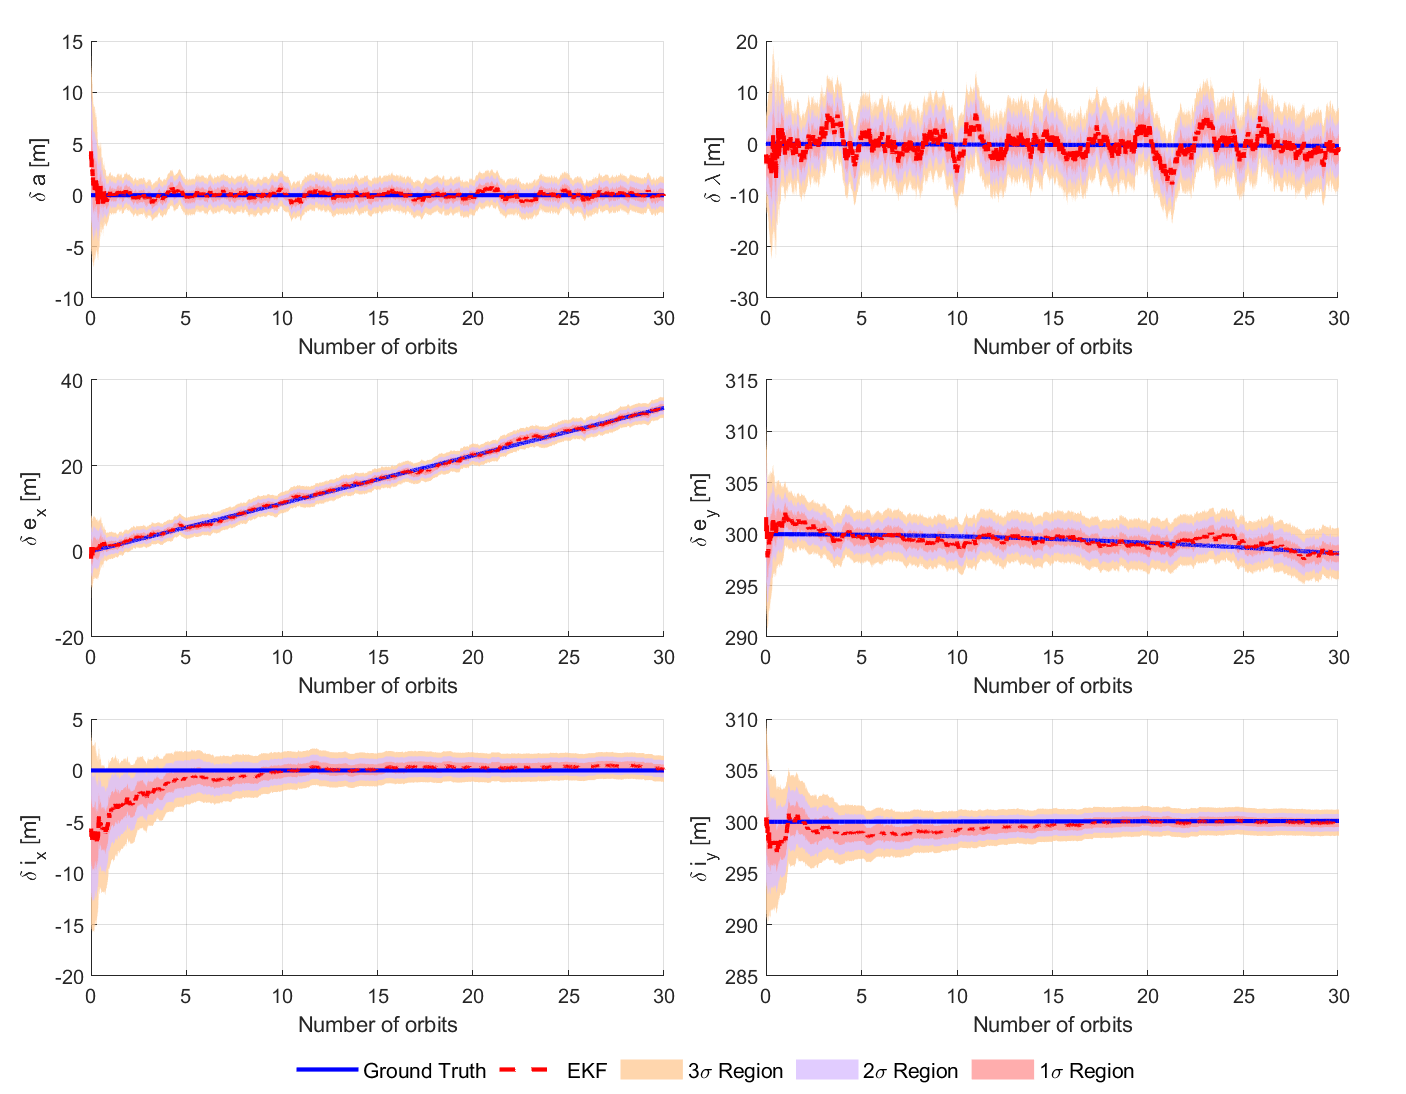 15
10
5
0
-5
-10
δ a [m]
0 5 10 15 20 25 30
Number of orbits
20
10
0
-10
-20
-30
δ λ [m]
0 5 10 15 20 25 30
Number of orbits
40
20
0
-20
δ e_x [m]
0 5 10 15 20 25 30
Number of orbits
315
310
305
300
295
290
δ e_y [m]
0 5 10 15 20 25 30
Number of orbits
5
0
-5
-10
-15
-20
δ i_x [m]
0 5 10 15 20 25 30
Number of orbits
310
305
300
295
290
285
δ i_y [m]
0 5 10 15 20 25 30
Number of orbits
Ground Truth EKF 3σ Region 2σ Region 1σ Region